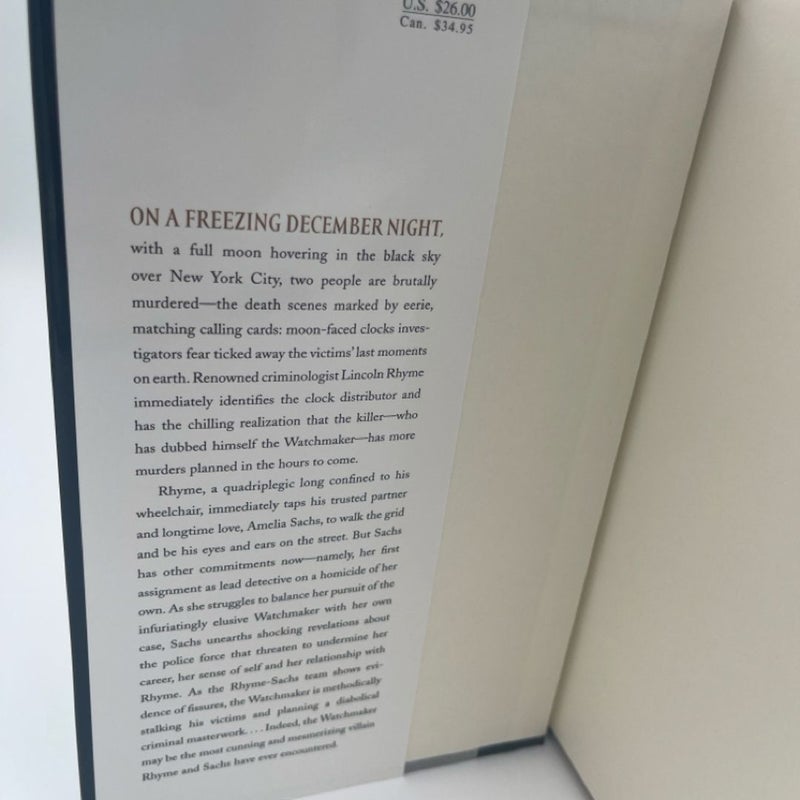 U.S. $26.00
Can. $34.95
ON A FREEZING DECEMBER NIGHT,
with a full moon hovering in the black sky
over New York City, two people are brutally
murdered—the death scenes marked by eerie,
matching calling cards: moon-faced clocks inves-
tigators fear ticked away the victims' last moments
on earth. Renowned criminologist Lincoln Rhyme
immediately identifies the clock distributor and
has the chilling realization that the killer—who
has dubbed himself the Watchmaker—has more
murders planned in the hours to come.
Rhyme, a quadriplegic long confined to his
wheelchair, immediately taps his trusted partner
and longtime love, Amelia Sachs, to walk the grid
and be his eyes and ears on the street. But Sachs
has other commitments now—namely, her first
assignment as lead detective on a homicide of her
own. As she struggles to balance her pursuit of the
infuriatingly elusive Watchmaker with her own
case, Sachs unearths shocking revelations about
the police force that threaten to undermine her
career, her sense of self and her relationship with
Rhyme. As the Rhyme-Sachs team shows evi-
dence of fissures, the Watchmaker is methodically
stalking his victims and planning a diabolical
criminal masterwork. . . . Indeed, the Watchmaker
may be the most cunning and mesmerizing villain
Rhyme and Sachs have ever encountered.